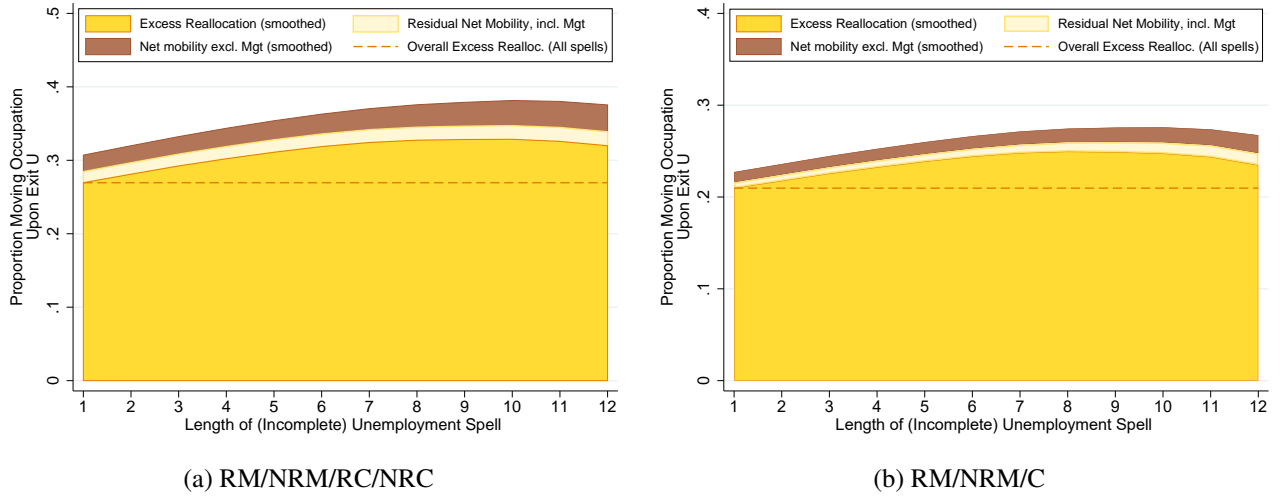 Excess Reallocation (smoothed)
Residual Net Mobility, incl. Mgt
Net mobility excl. Mgt (smoothed)
Overall Excess Realloc. (All spells)
Proportion Moving Occupation
Upon Exit U
.5
.4
.3
.2
.1
0
1 2 3 4 5 6 7 8 9 10 11 12
Length of (Incomplete) Unemployment Spell
(a) RM/NRM/RC/NRC
Excess Reallocation (smoothed)
Residual Net Mobility, incl. Mgt
Net mobility excl. Mgt (smoothed)
Overall Excess Realloc. (All spells)
Proportion Moving Occupation
Upon Exit U
.4
.3
.2
.1
0
1 2 3 4 5 6 7 8 9 10 11 12
Length of (Incomplete) Unemployment Spell
(b) RM/NRM/C